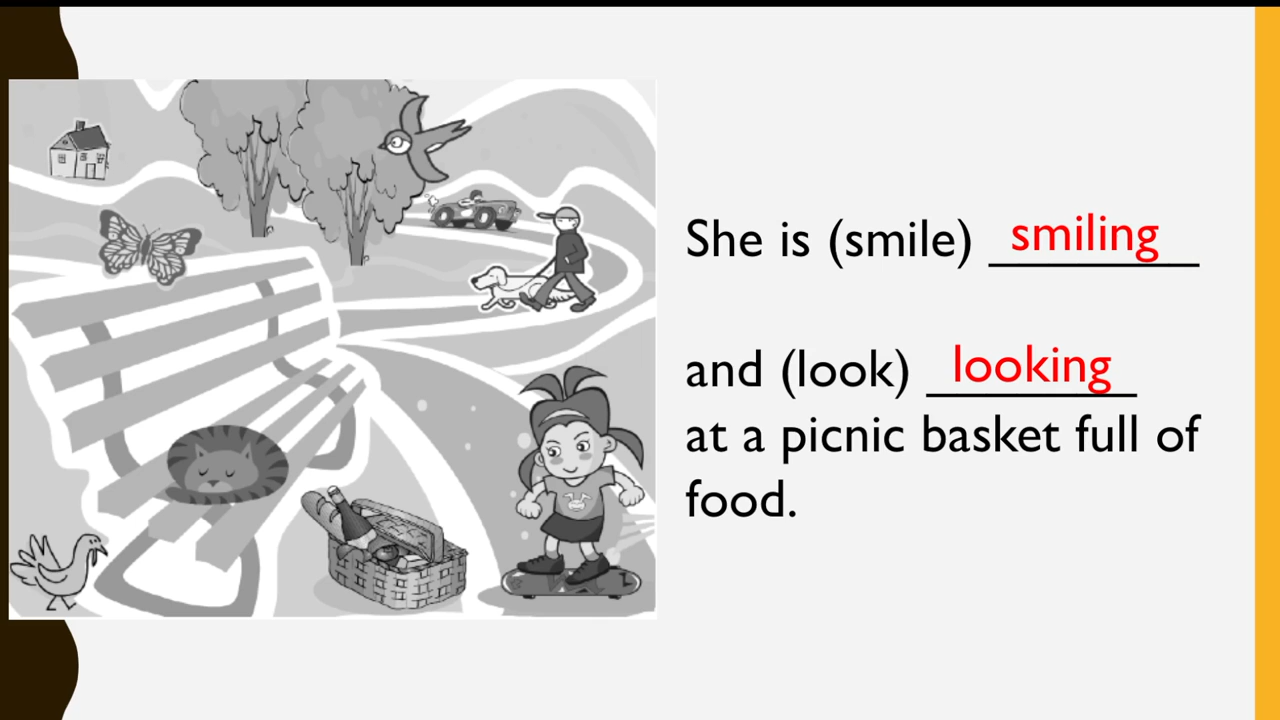 She is (smile) smiling
and (look) looking
at a picnic basket full of
food.